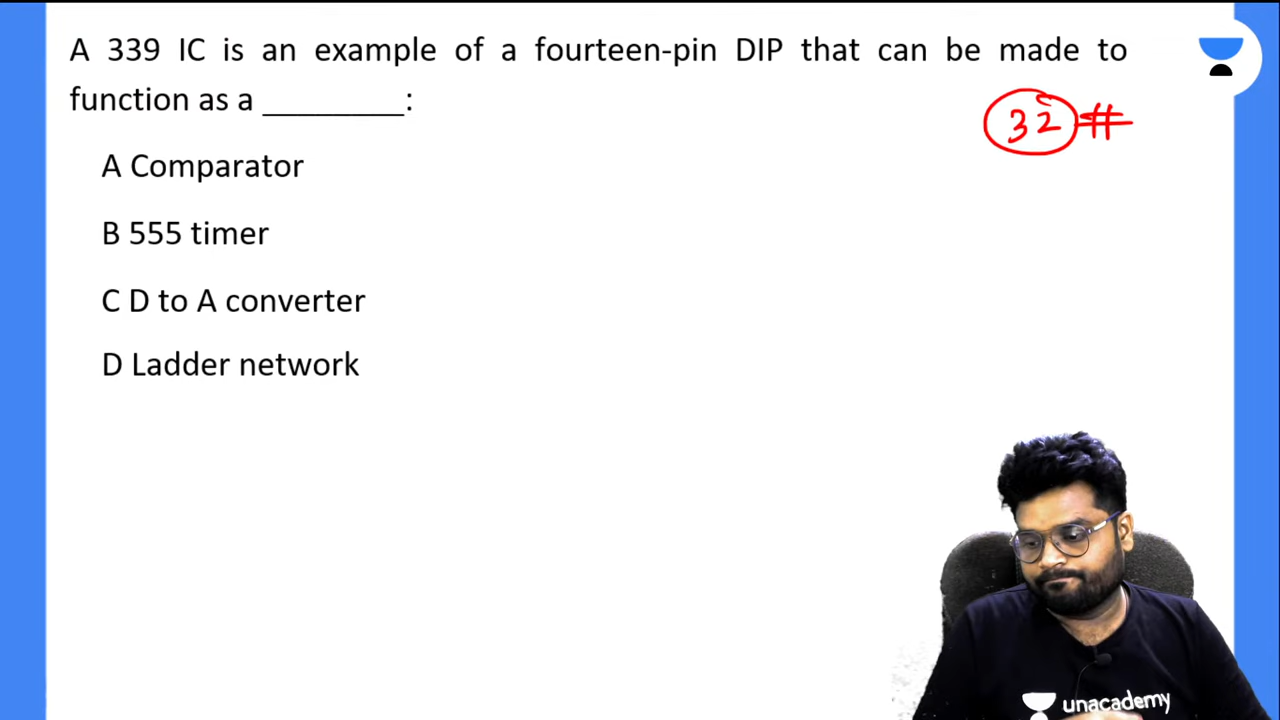 A 339 IC is an example of a fourteen-pin DIP that can be made to
function as a ________:
32
A Comparator
B 555 timer
C D to A converter
D Ladder network
unacademy